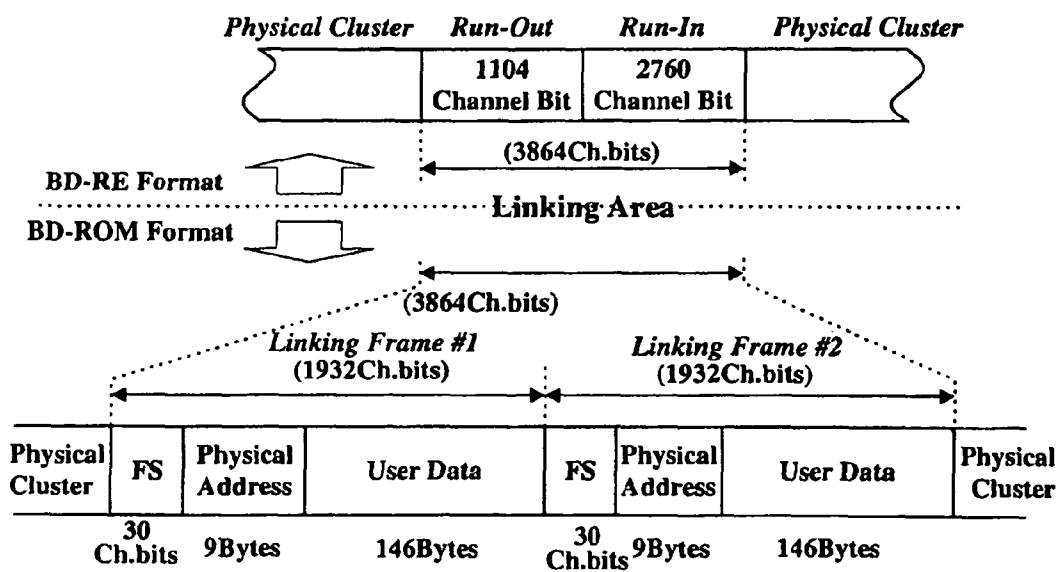 Physical Cluster Run-Out Run-In Physical Cluster
1104 2760
Channel Bit Channel Bit
(3864Ch.bits)
BD-RE Format
Linking Area
BD-ROM Format
(3864Ch.bits)
Linking Frame #1 Linking Frame #2
(1932Ch.bits) (1932Ch.bits)
Physical Physical Physical Physical
Cluster FS Address User Data FS Address User Data Cluster
30 30
Ch.bits 9Bytes 146Bytes Ch.bits 9Bytes 146Bytes